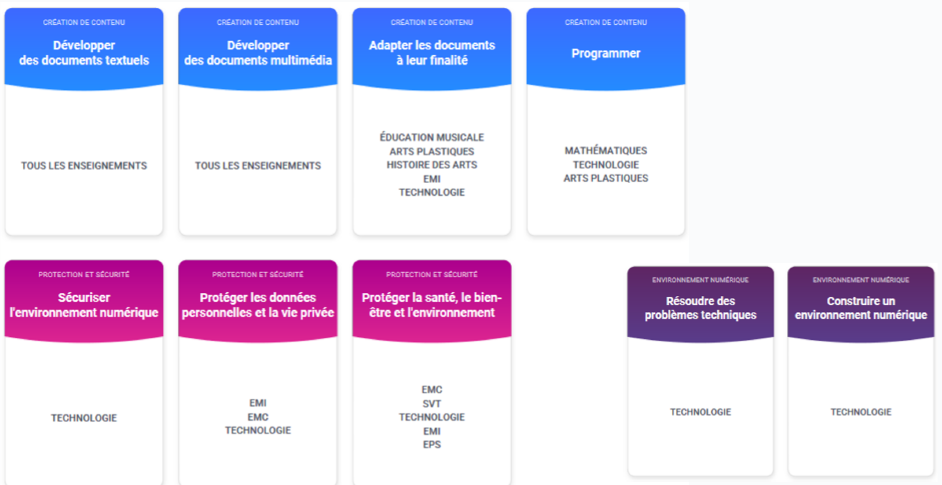 CRÉATION DE CONTENU
Développer
des documents textuels
TOUS LES ENSEIGNEMENTS
CRÉATION DE CONTENU
Développer
des documents multimédia
TOUS LES ENSEIGNEMENTS
CRÉATION DE CONTENU
Adapter les documents
à leur finalité
ÉDUCATION MUSICALE
ARTS PLASTIQUES
HISTOIRE DES ARTS
EMI
TECHNOLOGIE
CRÉATION DE CONTENU
Programmer
MATHÉMATIQUES
TECHNOLOGIE
ARTS PLASTIQUES
PROTECTION ET SÉCURITÉ
Sécuriser
l'environnement numérique
TECHNOLOGIE
PROTECTION ET SÉCURITÉ
Protéger les données
personnelles et la vie privée
EMI
EMC
TECHNOLOGIE
PROTECTION ET SÉCURITÉ
Protéger la santé, le bien-
être et l'environnement
EMC
SVT
TECHNOLOGIE
EMI
EPS
ENVIRONNEMENT NUMÉRIQUE
Résoudre des
problèmes techniques
TECHNOLOGIE
ENVIRONNEMENT NUMÉRIQUE
Construire un
environnement numérique
TECHNOLOGIE